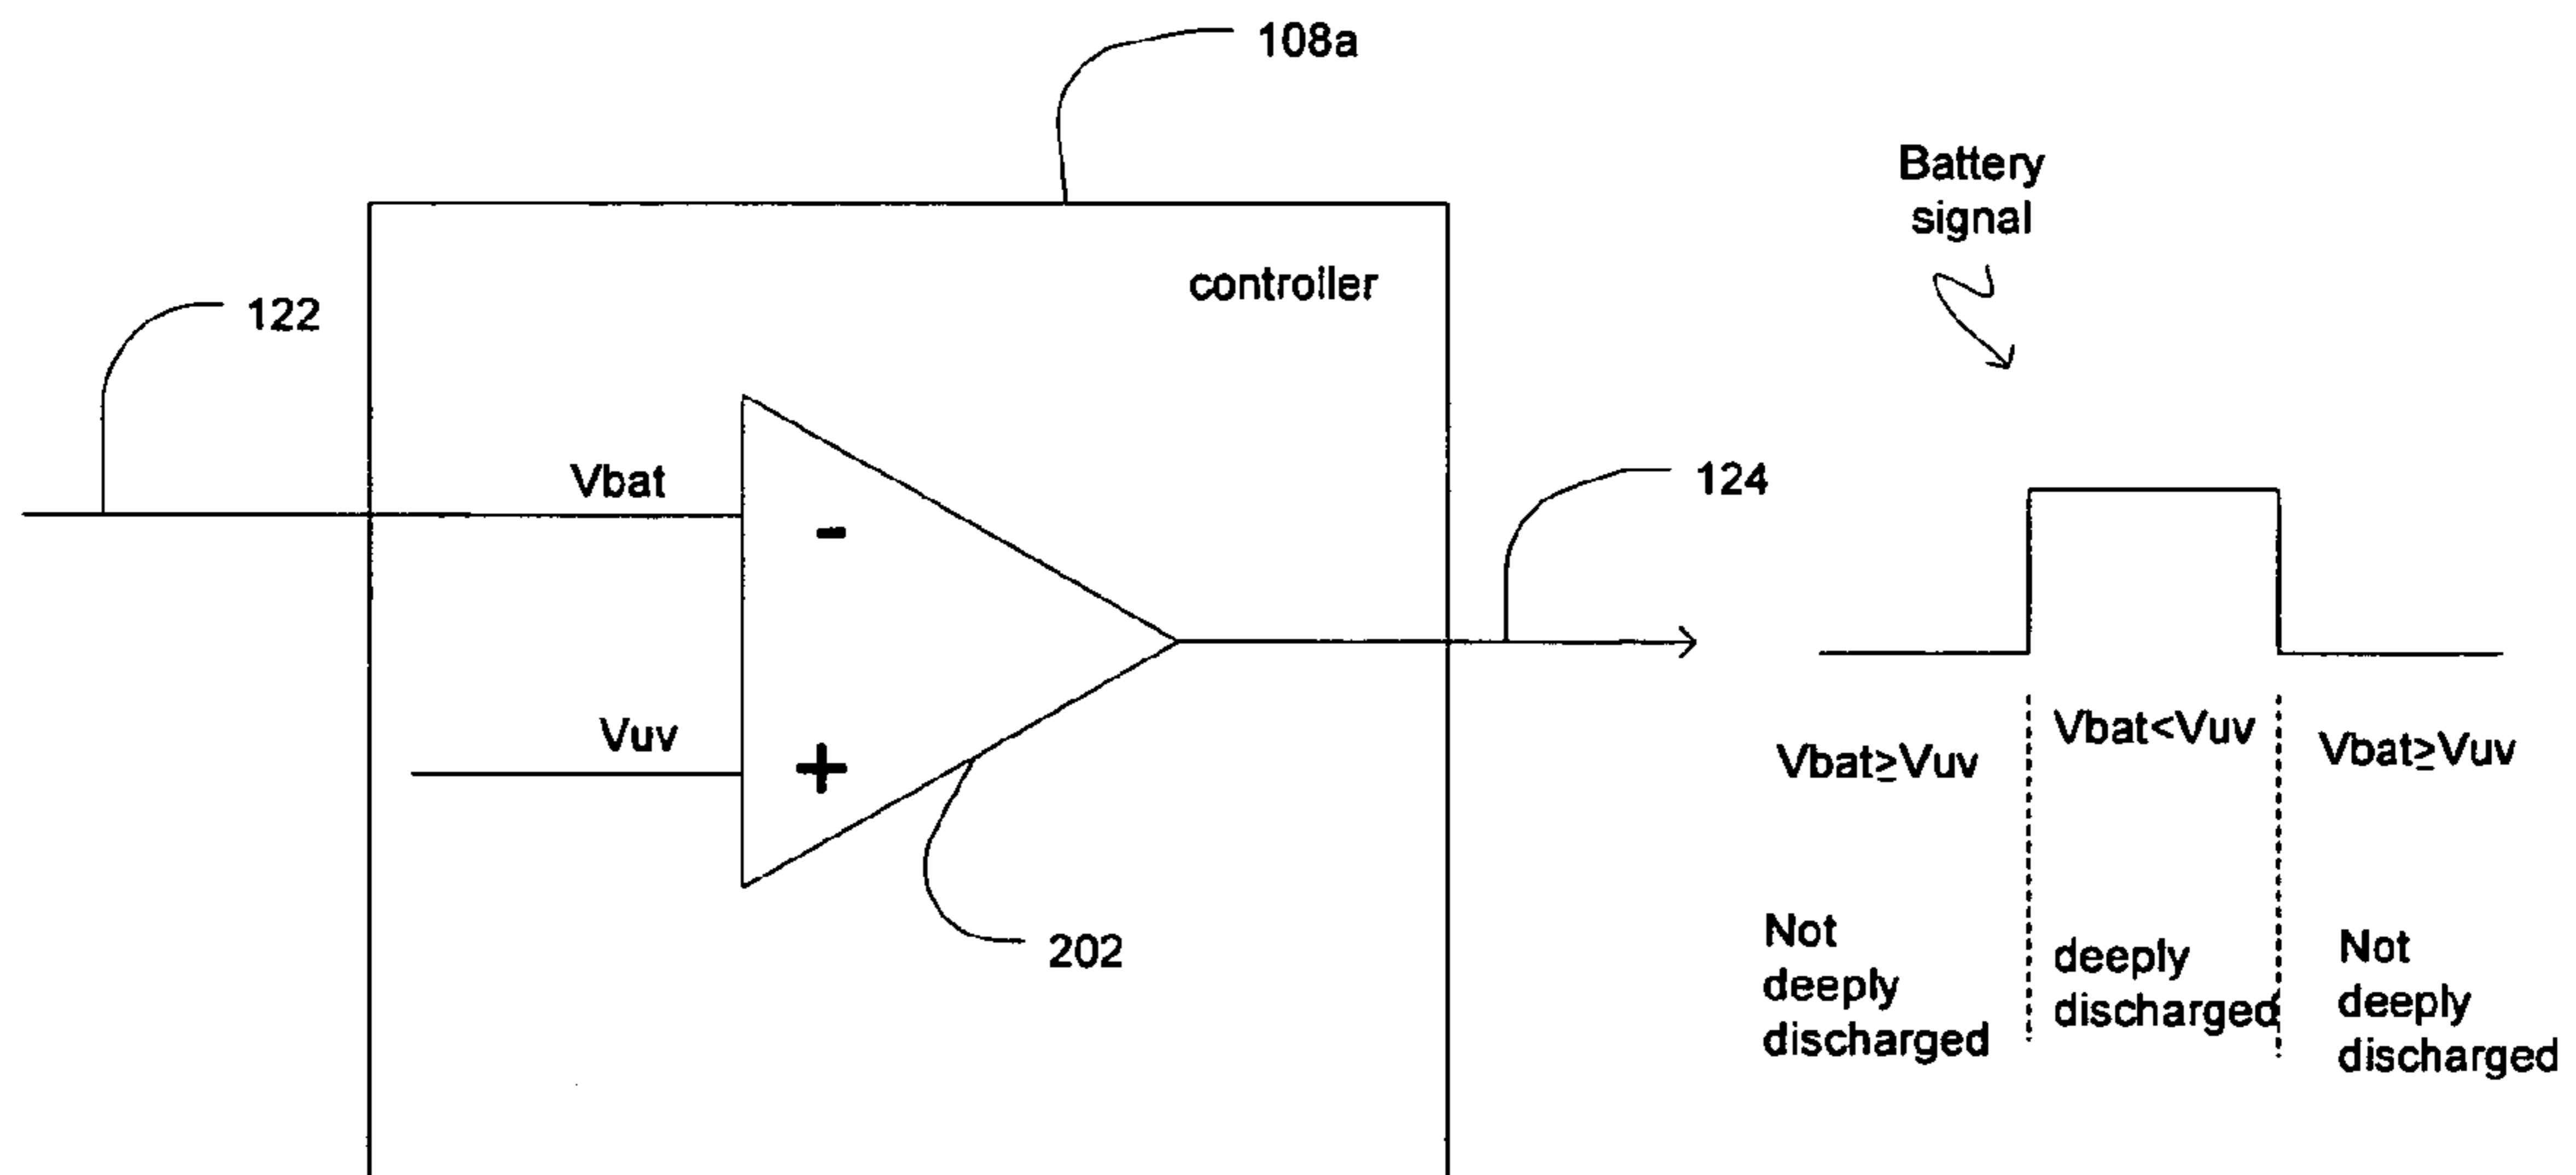 108a
Battery
signal
controller
122
Vbat
-
124
Vuv
+
202
Vbat≥Vuv
Vbat<Vuv
Vbat≥Vuv
Not
deeply
discharged
deeply
discharged
Not
deeply
discharged